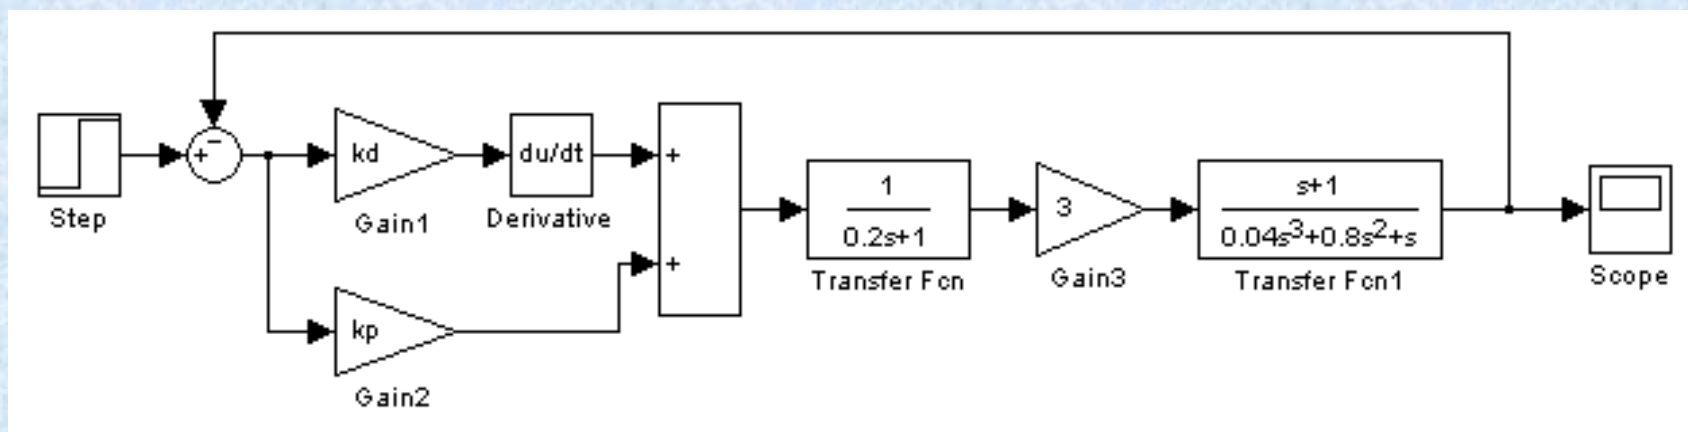 Step
+
−
kd
Gain1
du/dt
Derivative
kp
Gain2
+
+
1
0.2s+1
Transfer Fcn
3
Gain3
s+1
0.04s3+0.8s2+s
Transfer Fcn1
Scope